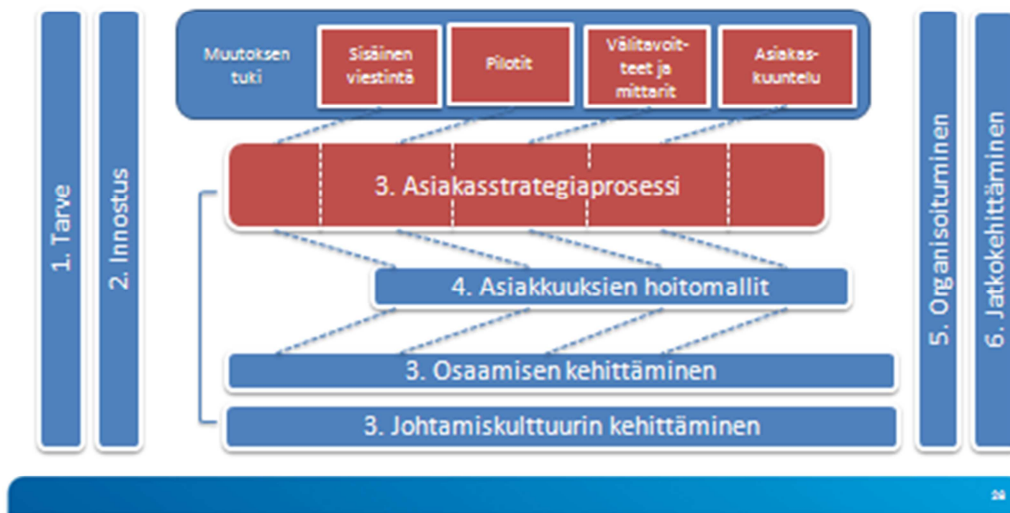 1. Tarve
2. Innostus
Muutoksen
tuki
Sisäinen
viestintä
Pilotit
Välitavoit-
teet ja
mittarit
Asiakas-
kuuntelu
3. Asiakasstrategiaprosessi
4. Asiakkuuksien hoitomallit
3. Osaamisen kehittäminen
3. Johtamiskulttuurin kehittäminen
5. Organisoituminen
6. Jatkokehittäminen